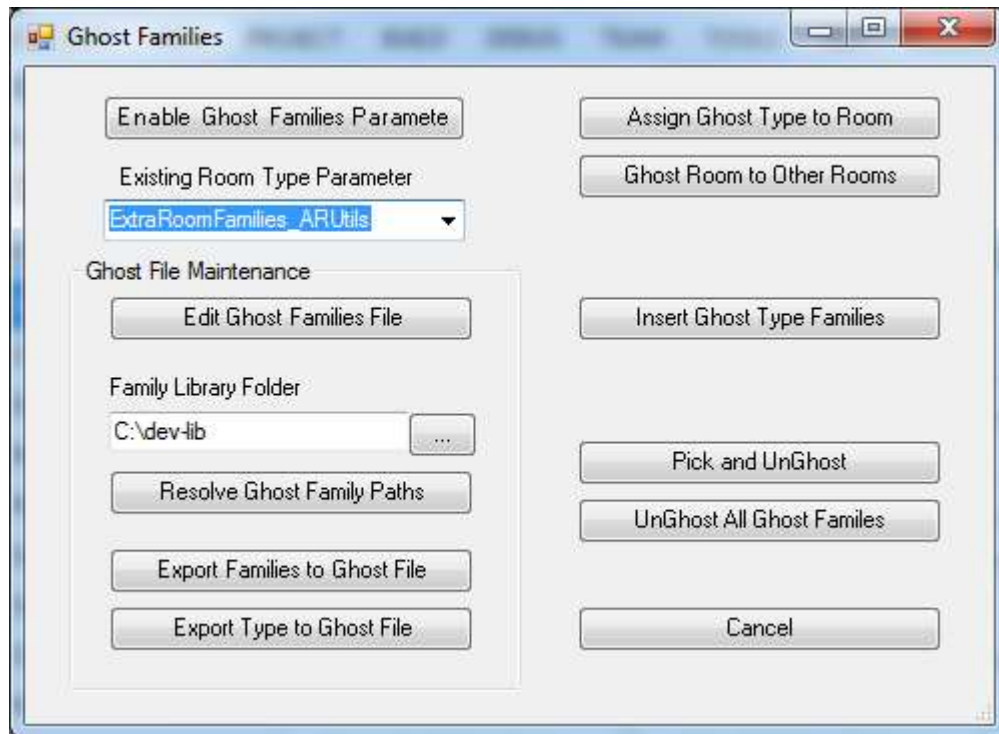 Ghost Families
Enable Ghost Families Paramete
Existing Room Type Parameter
ExtraRoomFamilies_ARUtils
Ghost File Maintenance
Edit Ghost Families File
Family Library Folder
C:\dev-lib
...
Resolve Ghost Family Paths
Export Families to Ghost File
Export Type to Ghost File
Assign Ghost Type to Room
Ghost Room to Other Rooms
Insert Ghost Type Families
Pick and UnGhost
UnGhost All Ghost Familes
Cancel